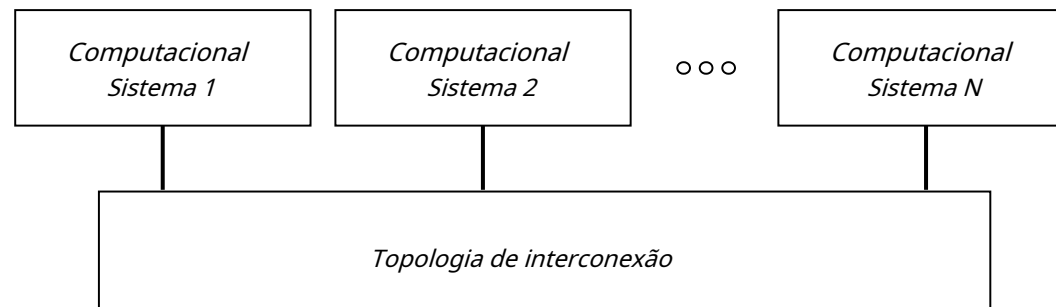 Computacional
Sistema 1
Computacional
Sistema 2
Computacional
Sistema N
Topologia de interconexão